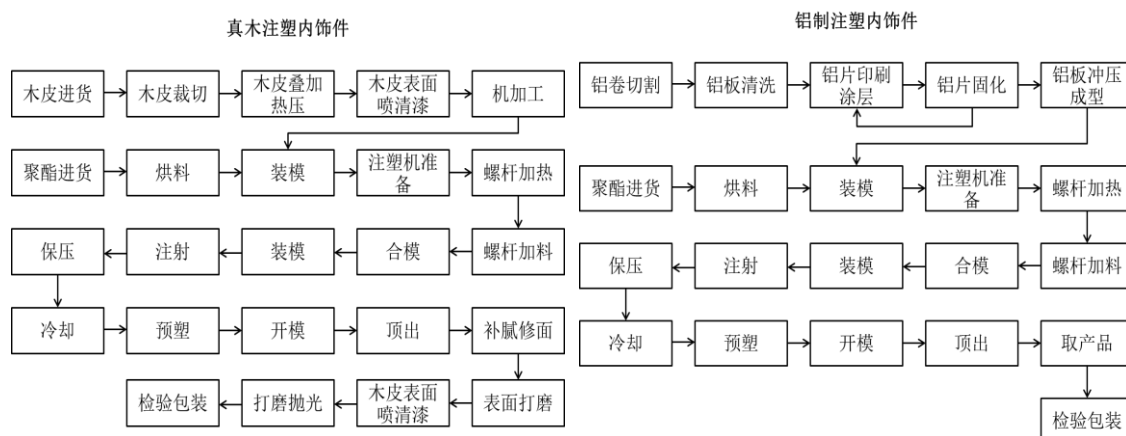 真木注塑内饰件
木皮进货
木皮裁切
木皮叠加
热压
木皮表面
喷清漆
机加工
聚酯进货
烘料
装模
注塑机准
备
螺杆加热
保压
注射
装模
合模
螺杆加料
冷却
预塑
开模
顶出
补腻修面
检验包装
打磨抛光
木皮表面
喷清漆
表面打磨
铝制注塑内饰件
铝卷切割
铝板清洗
铝片印刷
涂层
铝片固化
铝板冲压
成型
聚酯进货
烘料
装模
注塑机准
备
螺杆加热
保压
注射
装模
合模
螺杆加料
冷却
预塑
开模
顶出
取产品
检验包装